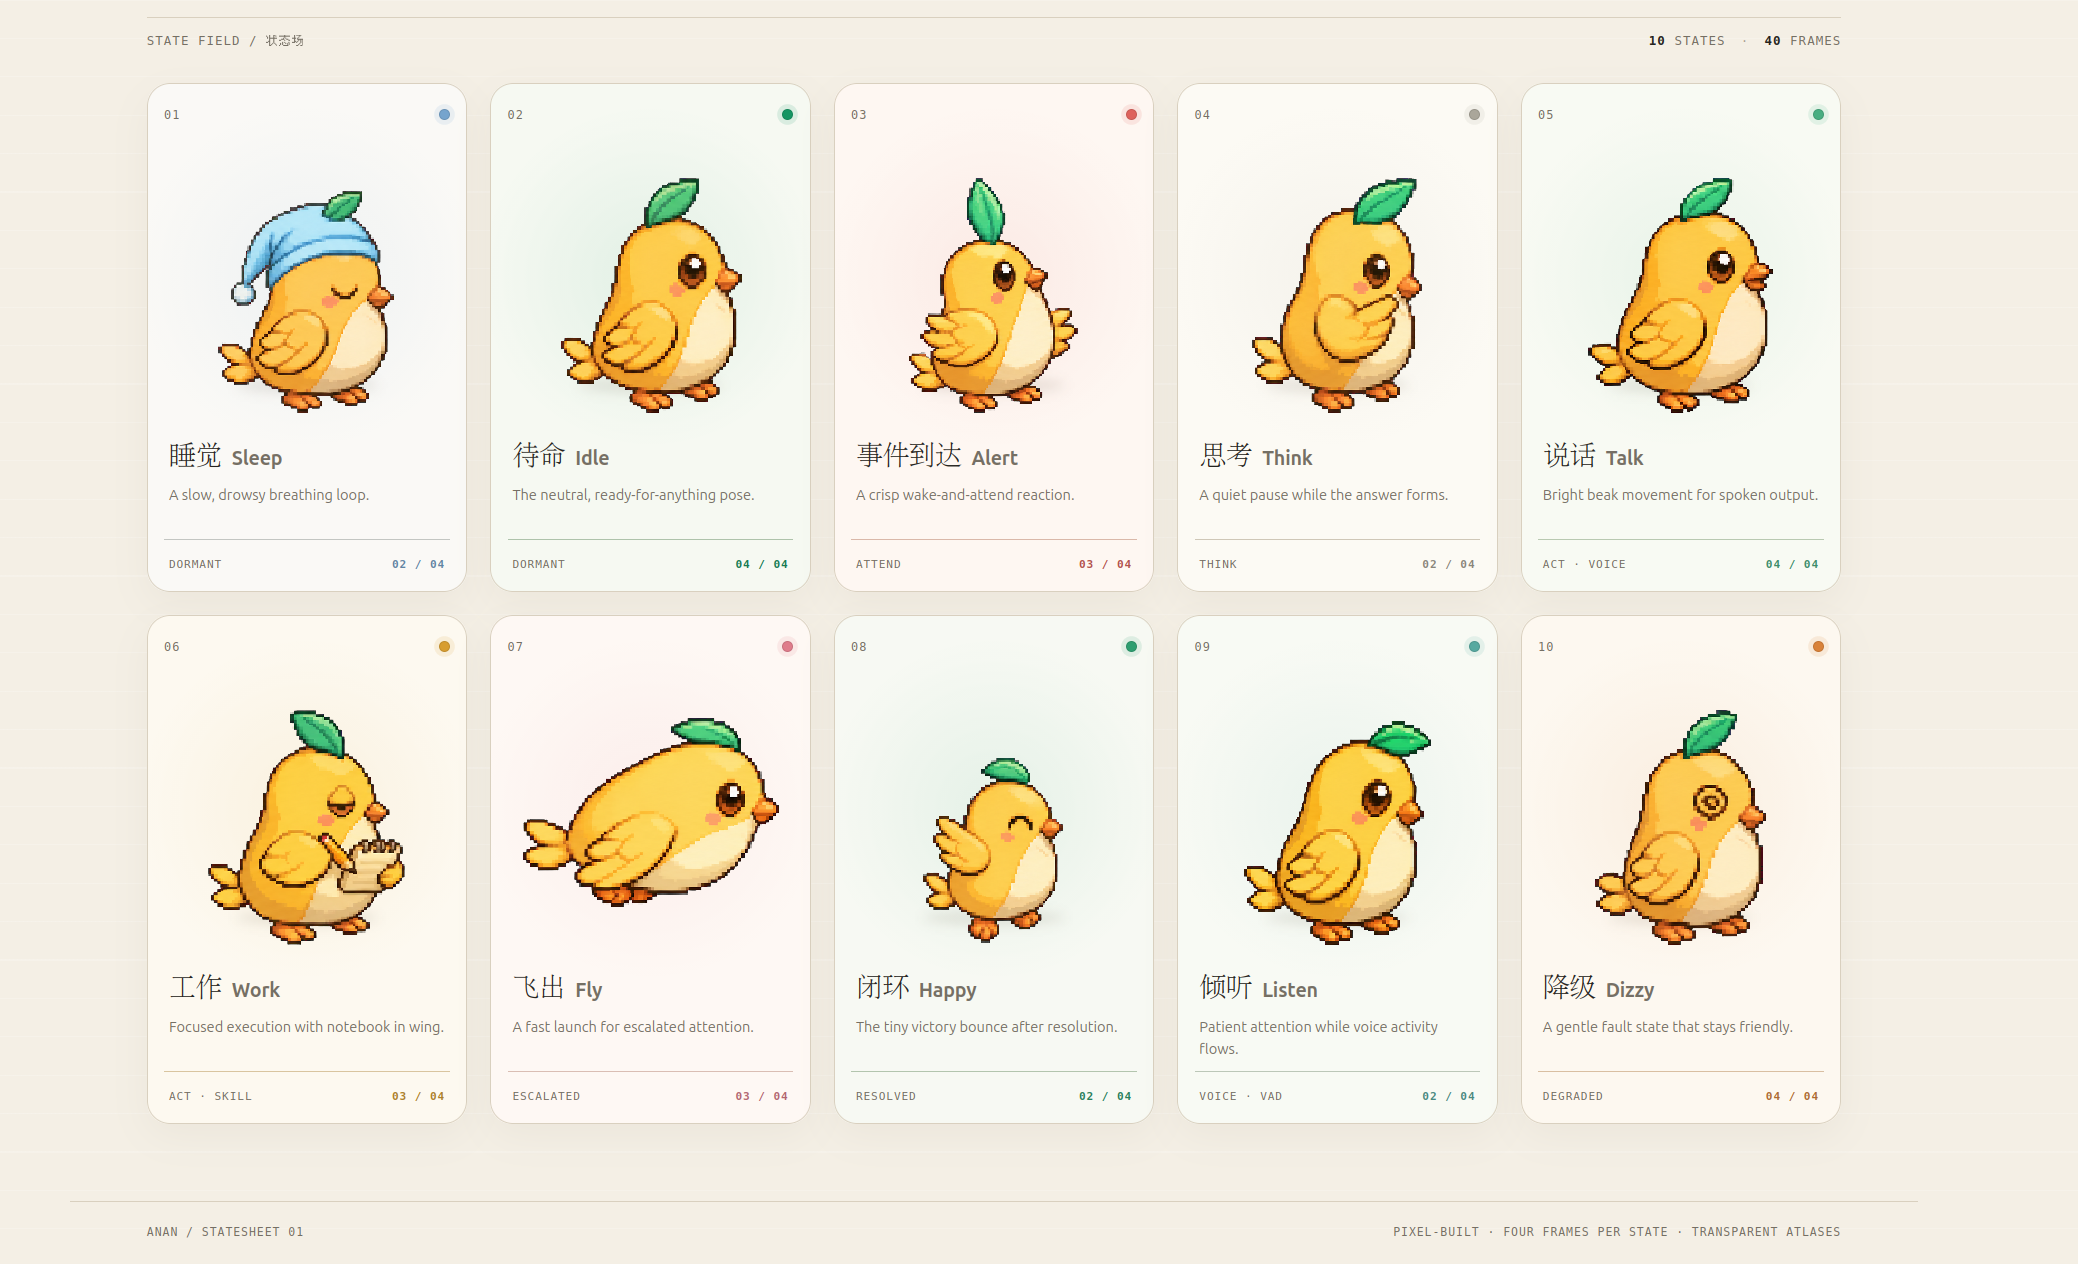 STATE FIELD / 状态场
10 STATES · 40 FRAMES
01
睡觉 Sleep
A slow, drowsy breathing loop.
DORMANT 02 / 04
02
待命 Idle
The neutral, ready-for-anything pose.
DORMANT 04 / 04
03
事件到达 Alert
A crisp wake-and-attend reaction.
ATTEND 03 / 04
04
思考 Think
A quiet pause while the answer forms.
THINK 02 / 04
05
说话 Talk
Bright beak movement for spoken output.
ACT · VOICE 04 / 04
06
工作 Work
Focused execution with notebook in wing.
ACT · SKILL 03 / 04
07
飞出 Fly
A fast launch for escalated attention.
ESCALATED 03 / 04
08
闭环 Happy
The tiny victory bounce after resolution.
RESOLVED 02 / 04
09
倾听 Listen
Patient attention while voice activity
flows.
VOICE · VAD 02 / 04
10
降级 Dizzy
A gentle fault state that stays friendly.
DEGRADED 04 / 04
ANAN / STATESHEET 01
PIXEL-BUILT · FOUR FRAMES PER STATE · TRANSPARENT ATLASES